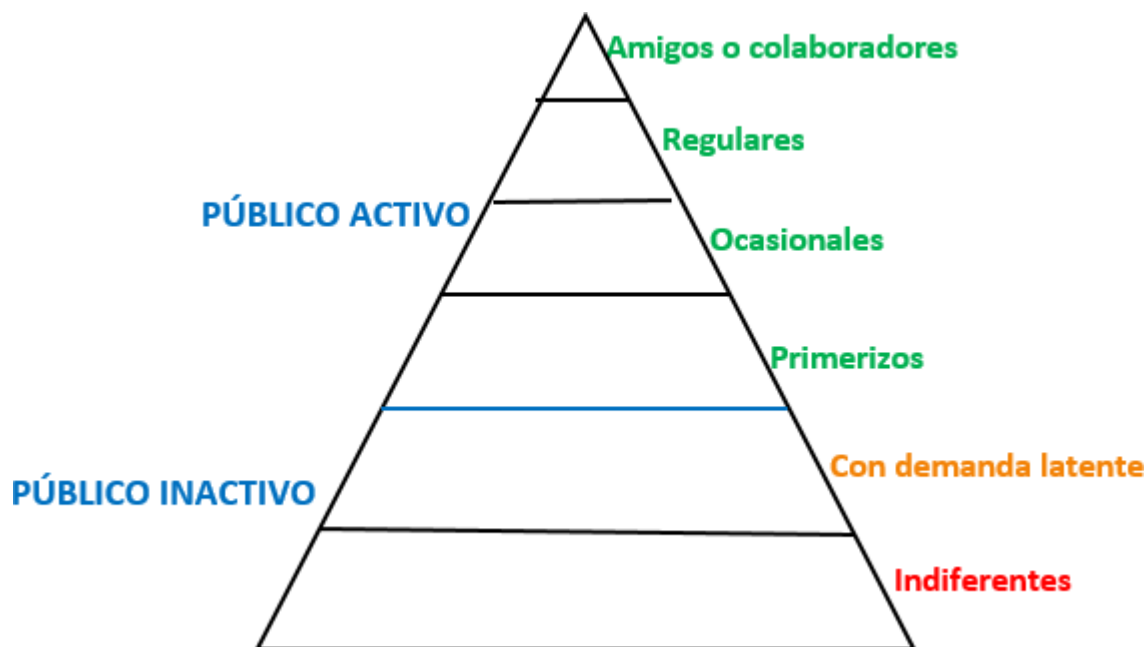 Amigos o colaboradores
Regulares
PÚBLICO ACTIVO
Ocasionales
Primerizos
Con demanda latente
PÚBLICO INACTIVO
Indiferentes